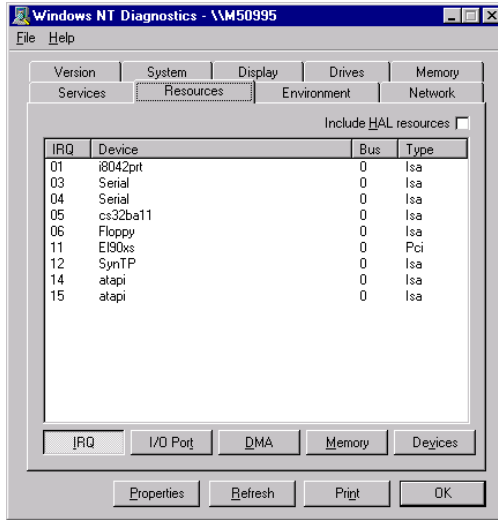 Windows NT Diagnostics - \\M50995
File Help
Version System Display Drives Memory
Services Resources Environment Network
Include HAL resources
IRQ Device Bus Type
01 i8042prt 0 Isa
03 Serial 0 Isa
04 Serial 0 Isa
05 cs32ba11 0 Isa
06 Floppy 0 Isa
11 El90xs 0 Pci
12 SynTP 0 Isa
14 atapi 0 Isa
15 atapi 0 Isa
IRQ I/O Port DMA Memory Devices
Properties Refresh Print OK